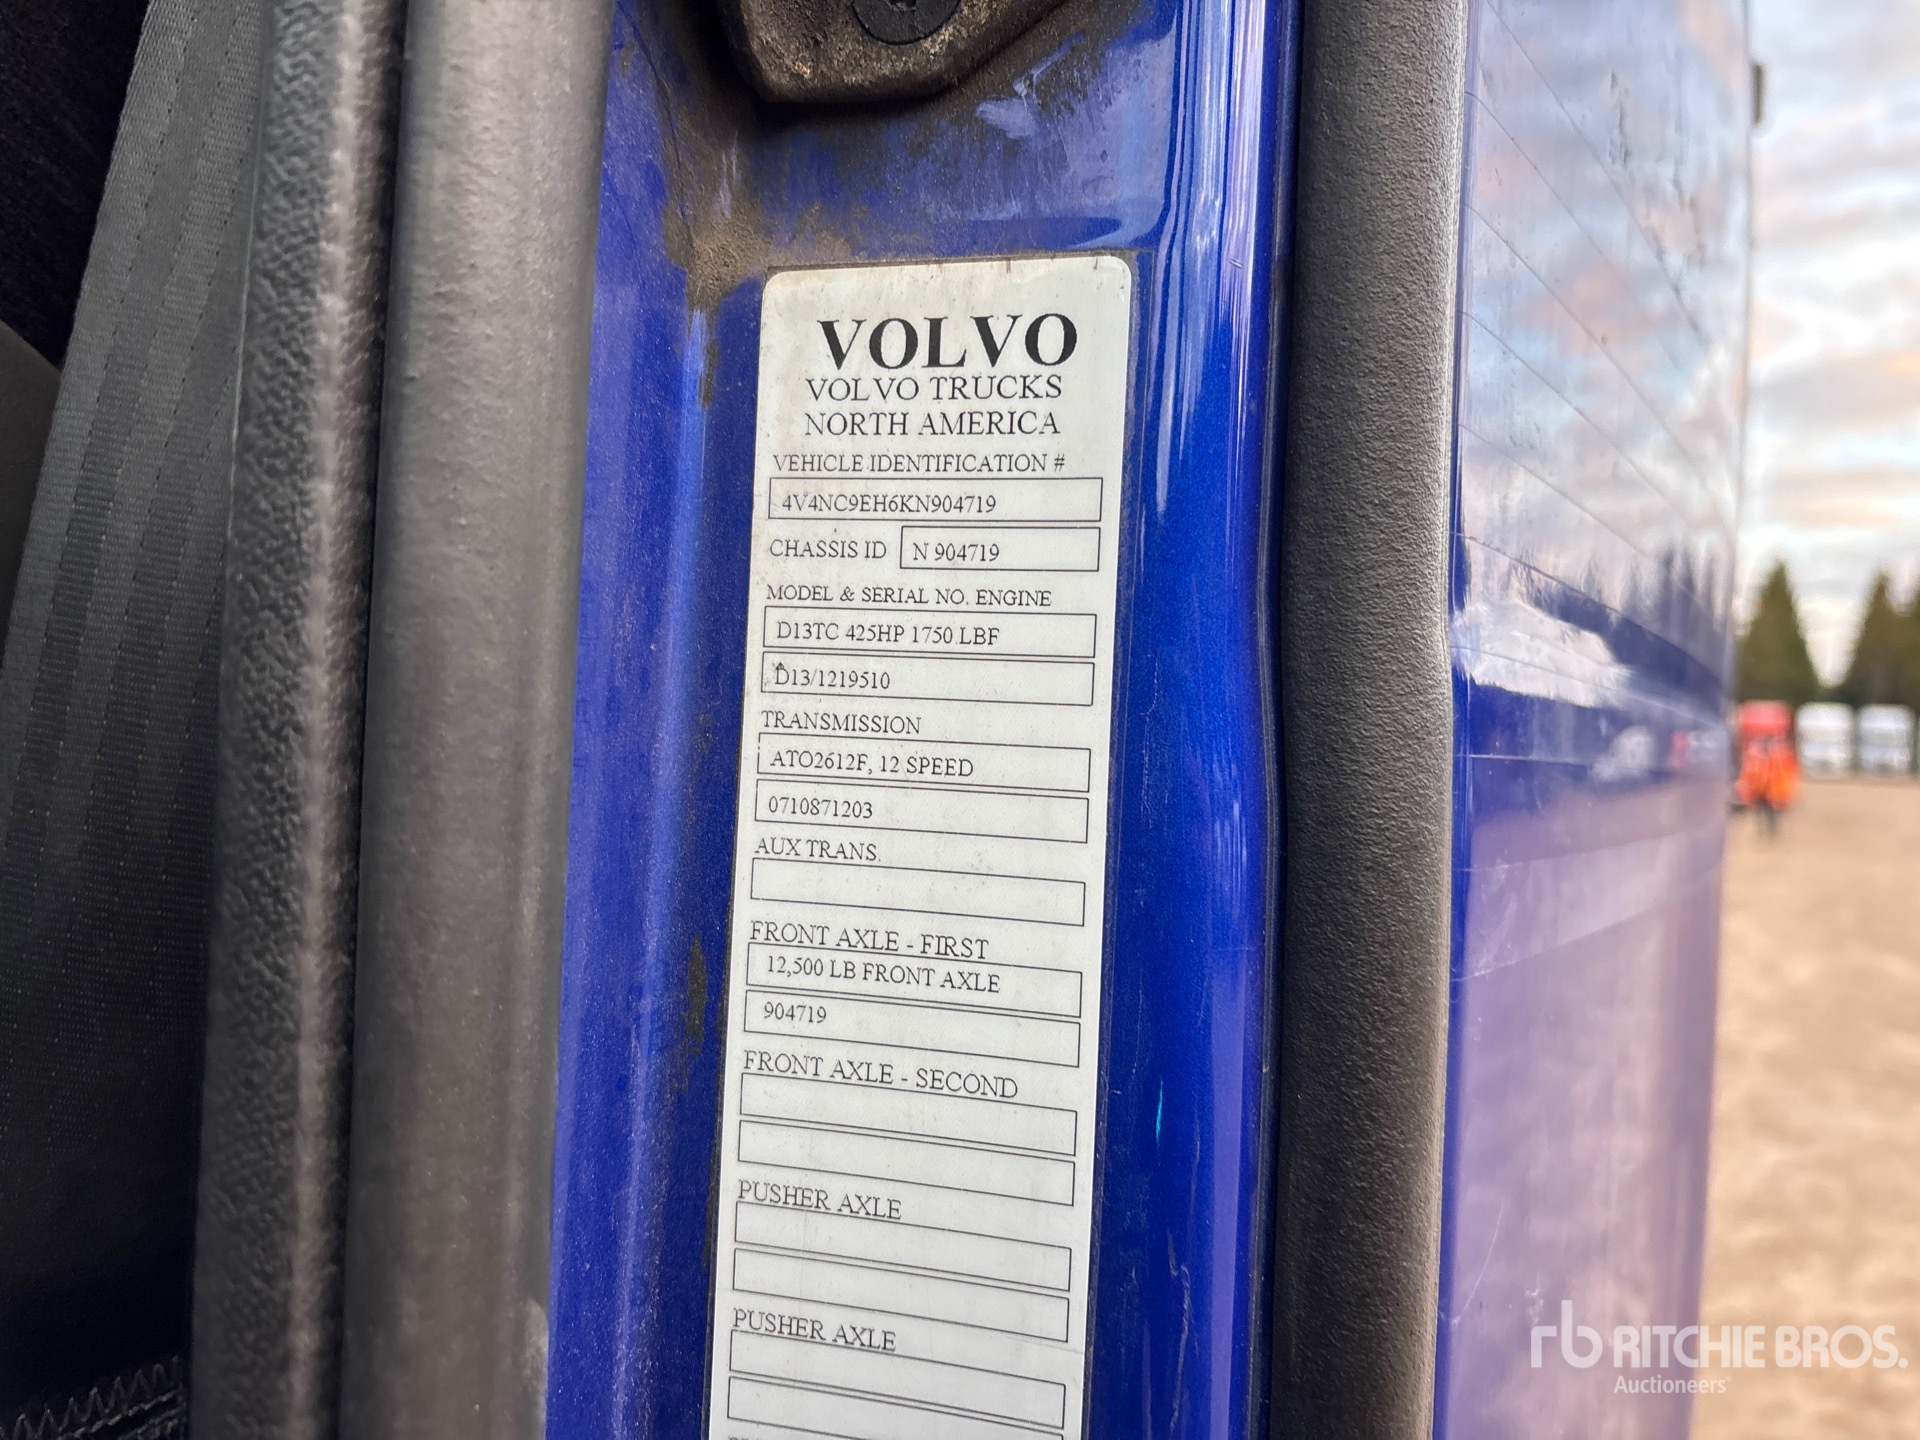 VOLVO
VOLVO TRUCKS
NORTH AMERICA
VEHICLE IDENTIFICATION #
4V4NC9EH6KN904719
CHASSIS ID N 904719
MODEL & SERIAL NO. ENGINE
D13TC 425HP 1750 LBF
D13/1219510
TRANSMISSION
ATO2612F, 12 SPEED
0710871203
AUX TRANS.
FRONT AXLE - FIRST
12,500 LB FRONT AXLE
904719
FRONT AXLE - SECOND
PUSHER AXLE
PUSHER AXLE
rb RITCHIE BROS.
Auctioneers